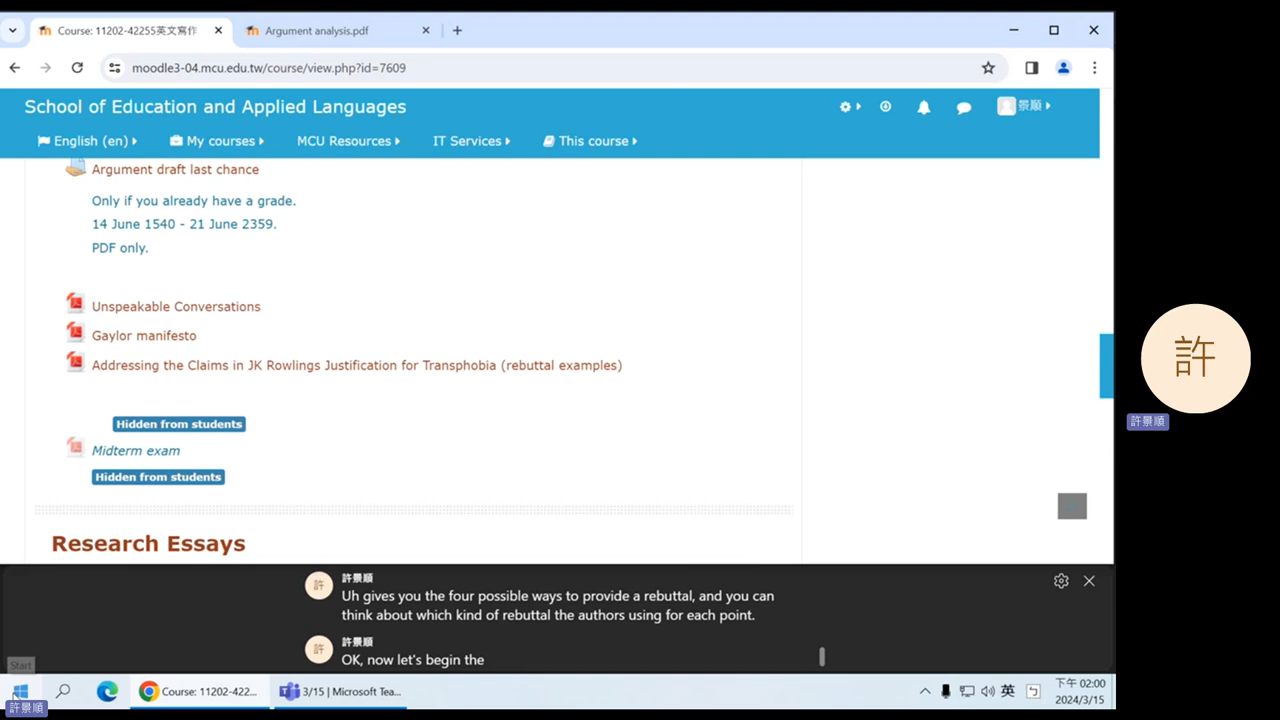 Course: 11202-42255英文寫作
Argument analysis.pdf
moodle3-04.mcu.edu.tw/course/view.php?id=7609
School of Education and Applied Languages
景順
English (en)
My courses
MCU Resources
IT Services
This course
Argument draft last chance
Only if you already have a grade.
14 June 1540 - 21 June 2359.
PDF only.
Unspeakable Conversations
Gaylor manifesto
Addressing the Claims in JK Rowlings Justification for Transphobia (rebuttal examples)
許
許景順
Hidden from students
Midterm exam
Hidden from students
Research Essays
許
許景順
Uh gives you the four possible ways to provide a rebuttal, and you can
think about which kind of rebuttal the authors using for each point.
許
許景順
OK, now let's begin the
Start
Course: 11202-422...
3/15 | Microsoft Tea...
英
ㄅ
下午 02:00
2024/3/15
許景順